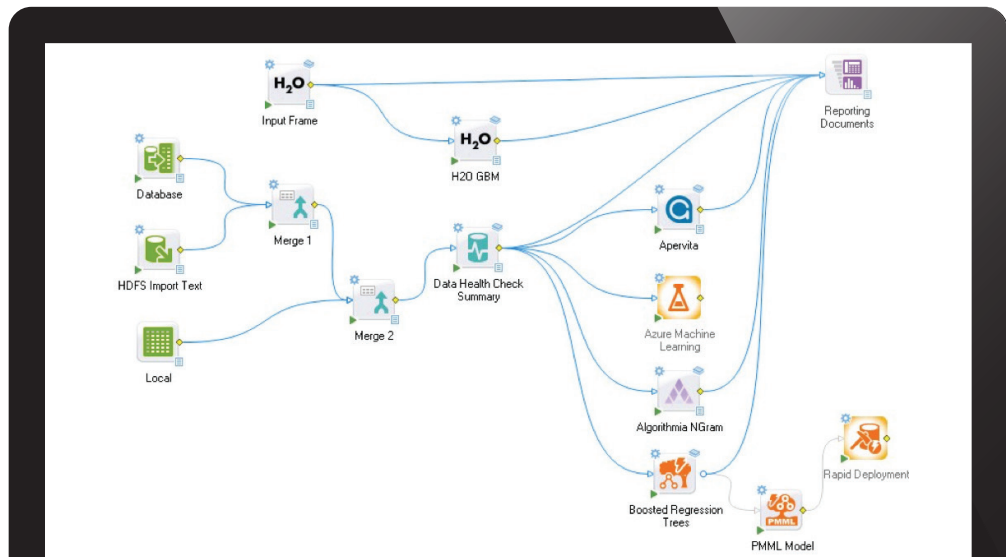 H2O
Input Frame
Reporting
Documents
H2O
H20 GBM
Database
Merge 1
Apervita
HDFS Import Text
Data Health Check
Summary
Merge 2
Azure Machine
Learning
Local
Algorithmia NGram
Rapid Deployment
Boosted Regression
Trees
PMML
PMML Model